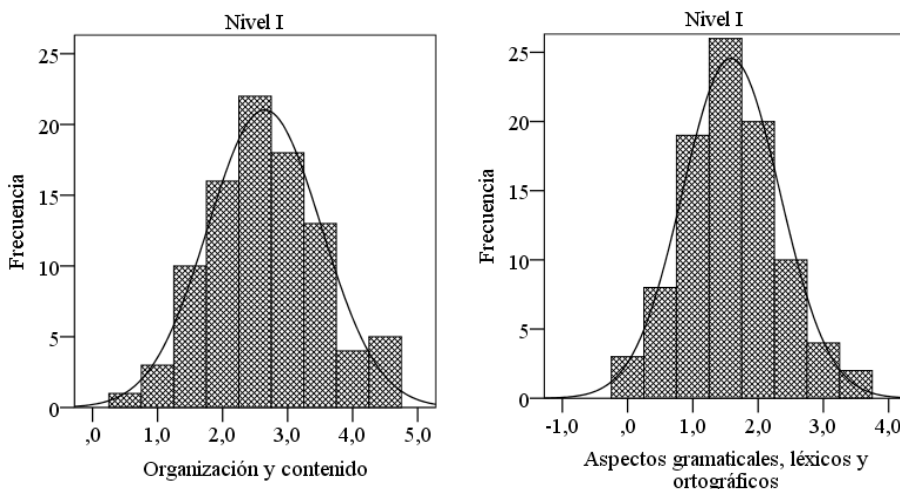 Nivel I
25
20
15
10
5
0
Frecuencia
,0 1,0 2,0 3,0 4,0 5,0
Organización y contenido
Nivel I
25
20
15
10
5
0
Frecuencia
-1,0 ,0 1,0 2,0 3,0 4,0
Aspectos gramaticales, léxicos y
ortográficos